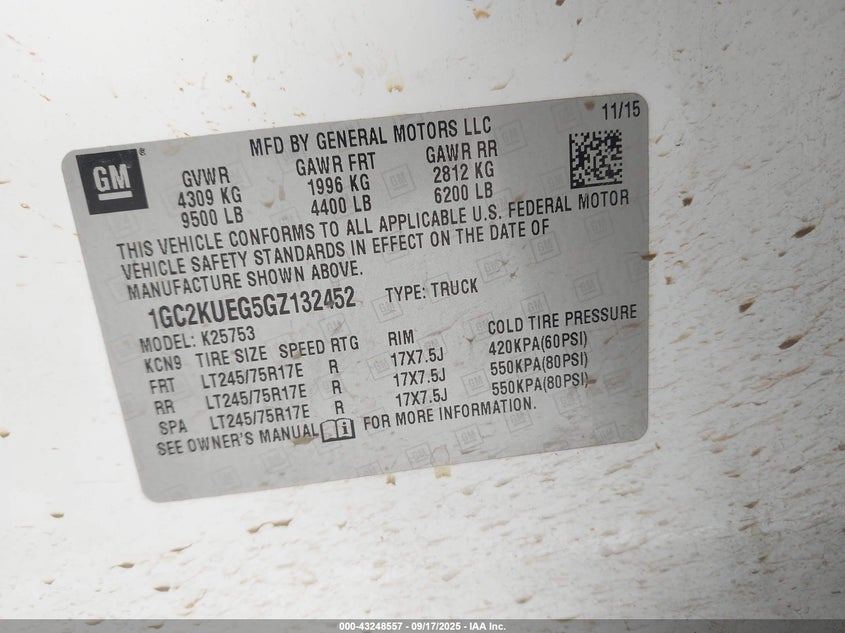 11/15
MFD BY GENERAL MOTORS LLC
GM®
GVWR GAWR FRT GAWR RR
4309 KG 1996 KG 2812 KG
9500 LB 4400 LB 6200 LB
THIS VEHICLE CONFORMS TO ALL APPLICABLE U.S. FEDERAL MOTOR
VEHICLE SAFETY STANDARDS IN EFFECT ON THE DATE OF
MANUFACTURE SHOWN ABOVE.
1GC2KUEG5GZ132452 TYPE: TRUCK
MODEL: K25753
KCN9 TIRE SIZE SPEED RTG RIM COLD TIRE PRESSURE
FRT LT245/75R17E R 17X7.5J 420KPA(60PSI)
RR LT245/75R17E R 17X7.5J 550KPA(80PSI)
SPA LT245/75R17E R 17X7.5J 550KPA(80PSI)
SEE OWNER'S MANUAL FOR MORE INFORMATION.
000-43248557 - 09/17/2025 - IAA Inc.